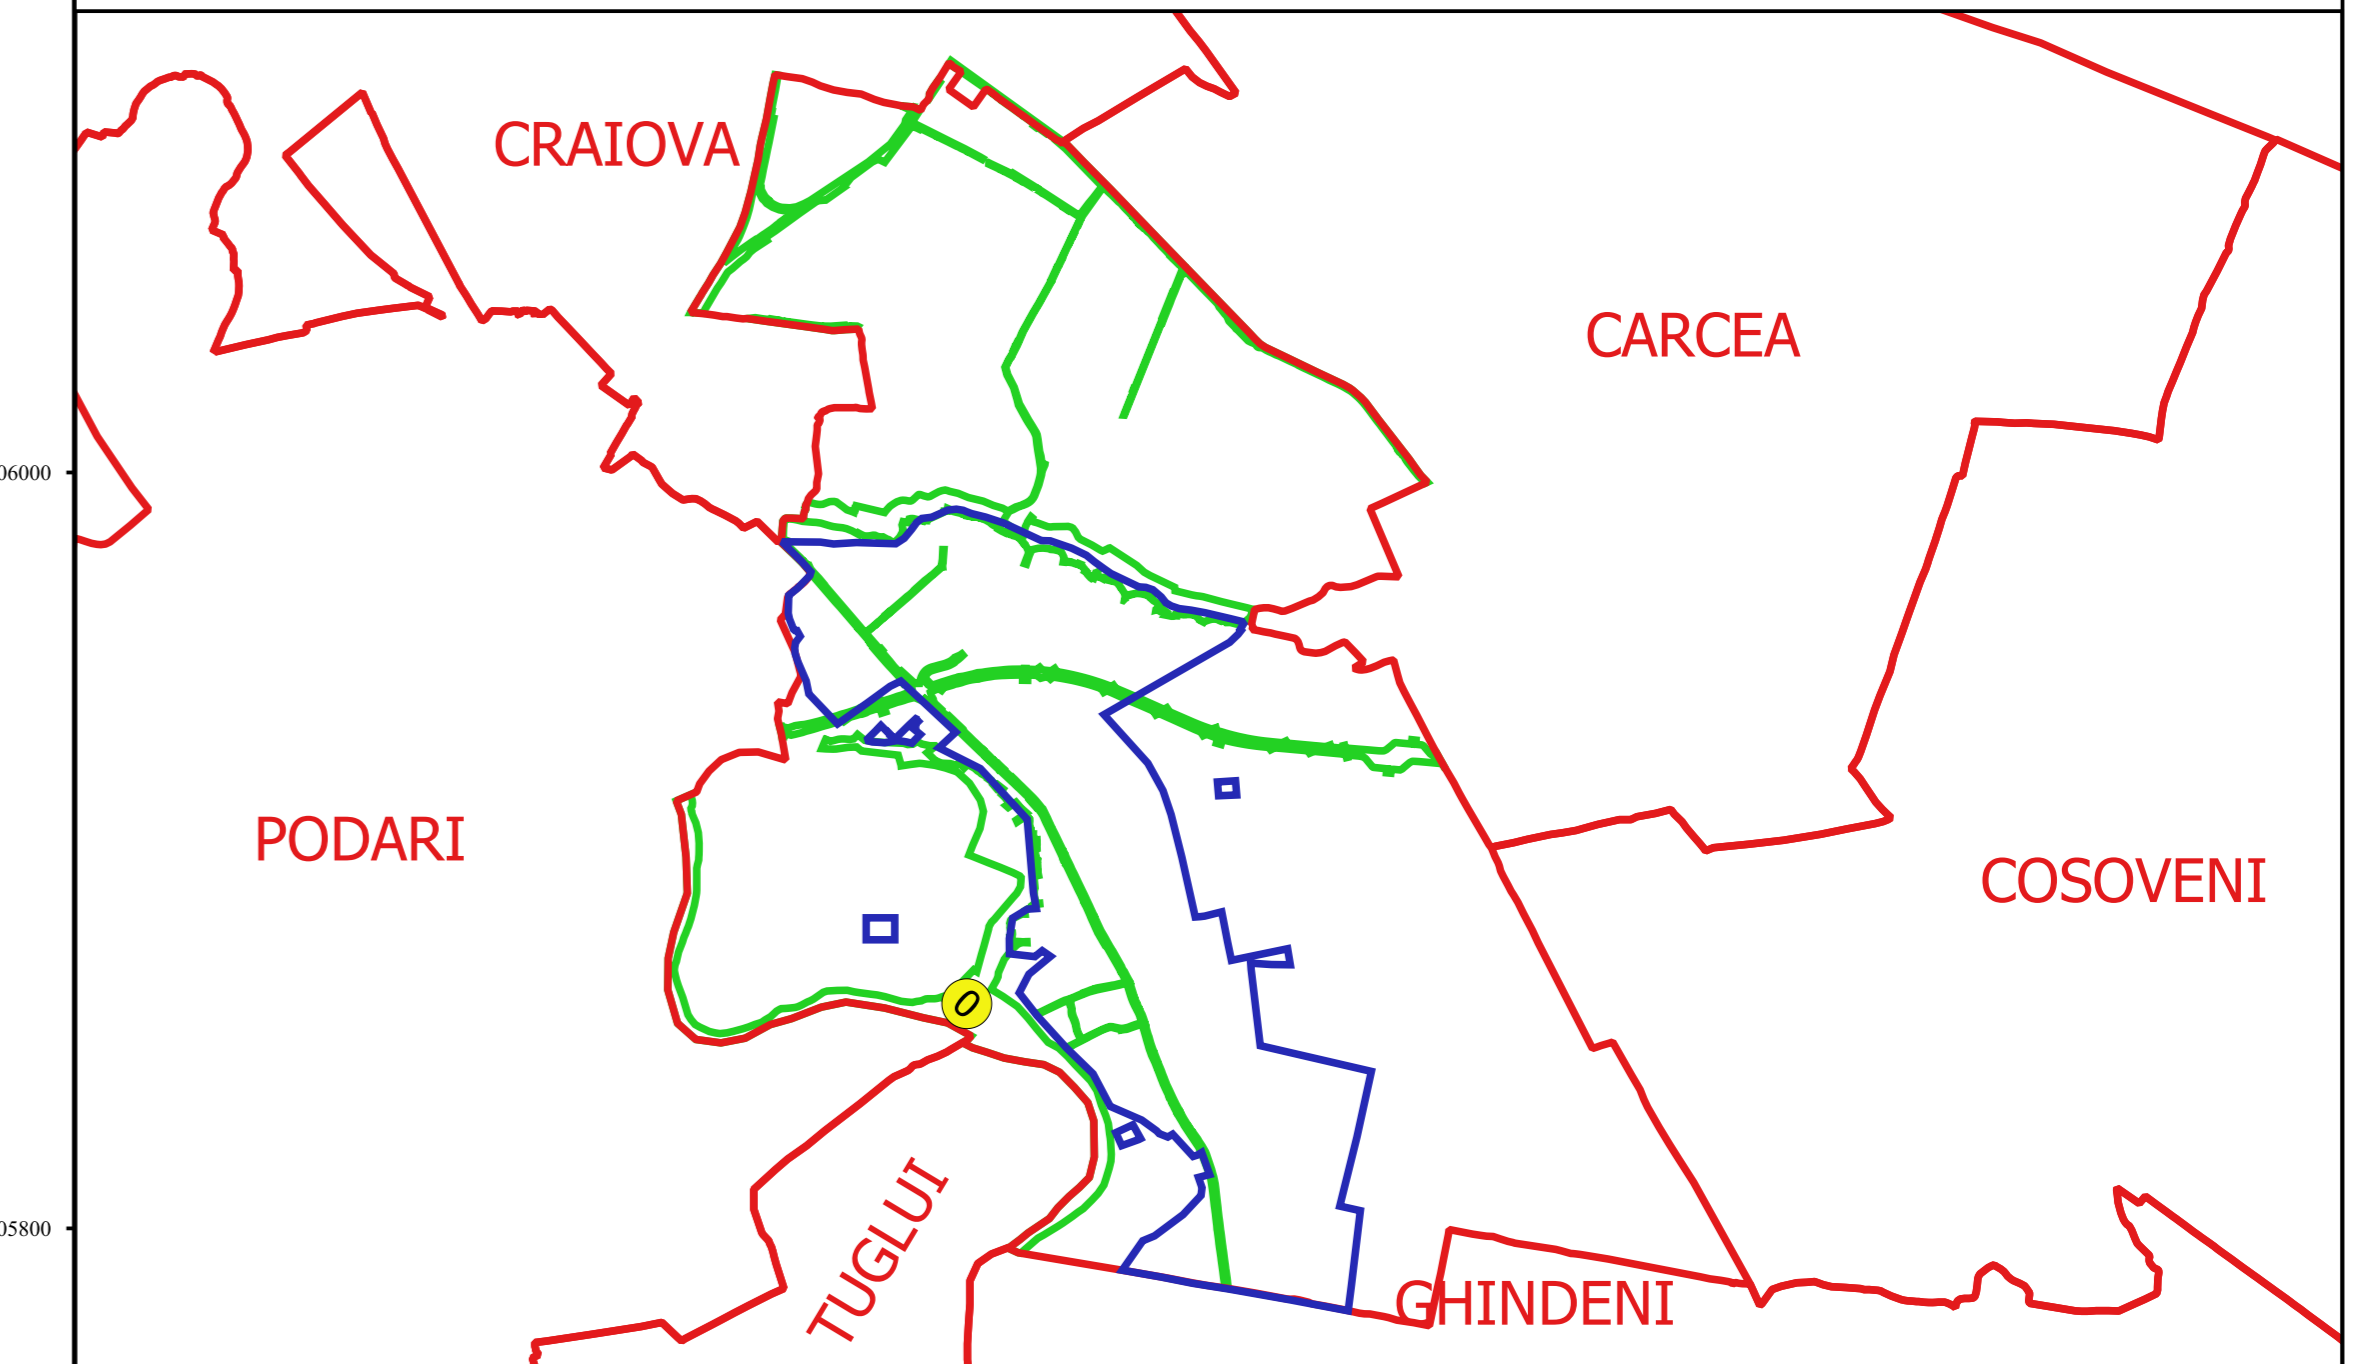 CRAIOVA
CARCEA
06000
PODARI
COSOVENI
0
TUGLUI
05800
GHINDENI